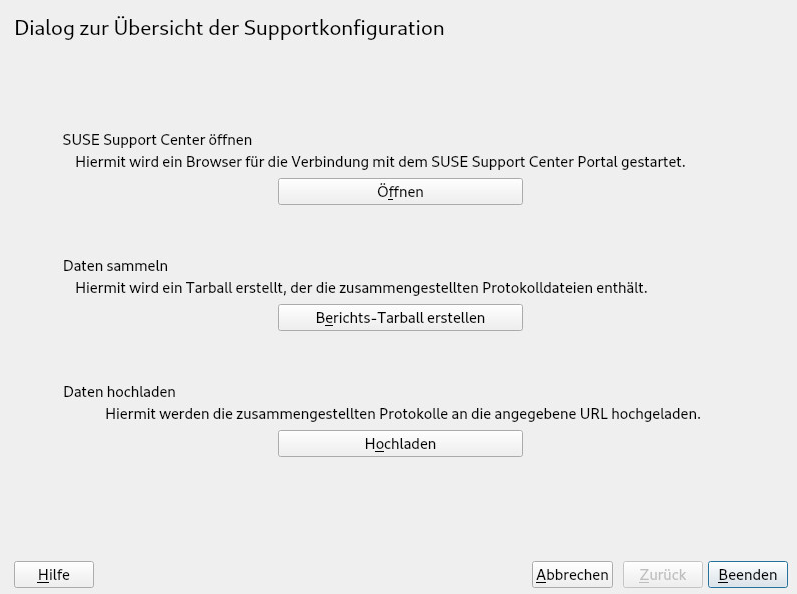 Dialog zur Übersicht der Supportkonfiguration
SUSE Support Center öffnen
Hiermit wird ein Browser für die Verbindung mit dem SUSE Support Center Portal gestartet.
Öffnen
Daten sammeln
Hiermit wird ein Tarball erstellt, der die zusammengestellten Protokolldateien enthält.
Berichts-Tarball erstellen
Daten hochladen
Hiermit werden die zusammengestellten Protokolle an die angegebene URL hochgeladen.
Hochladen
Hilfe Abbrechen Zurück Beenden